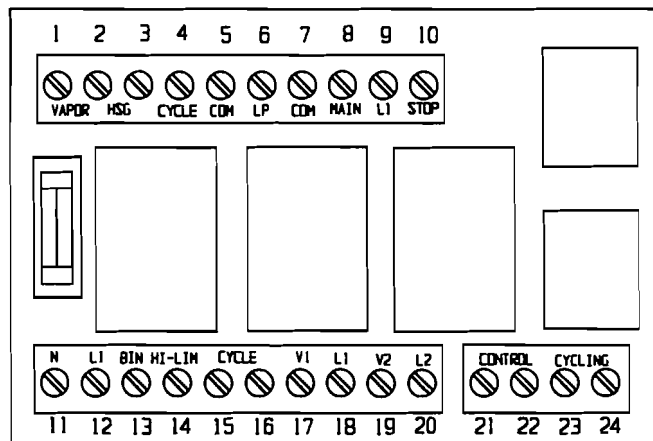 1 2 3 4 5 6 7 8 9 10
VAPOR HSG CYCLE COM LP COM MAIN L1 STOP
N L1 BIN HI-LIM CYCLE V1 L1 V2 L2 CONTROL CYCLING
11 12 13 14 15 16 17 18 19 20 21 22 23 24